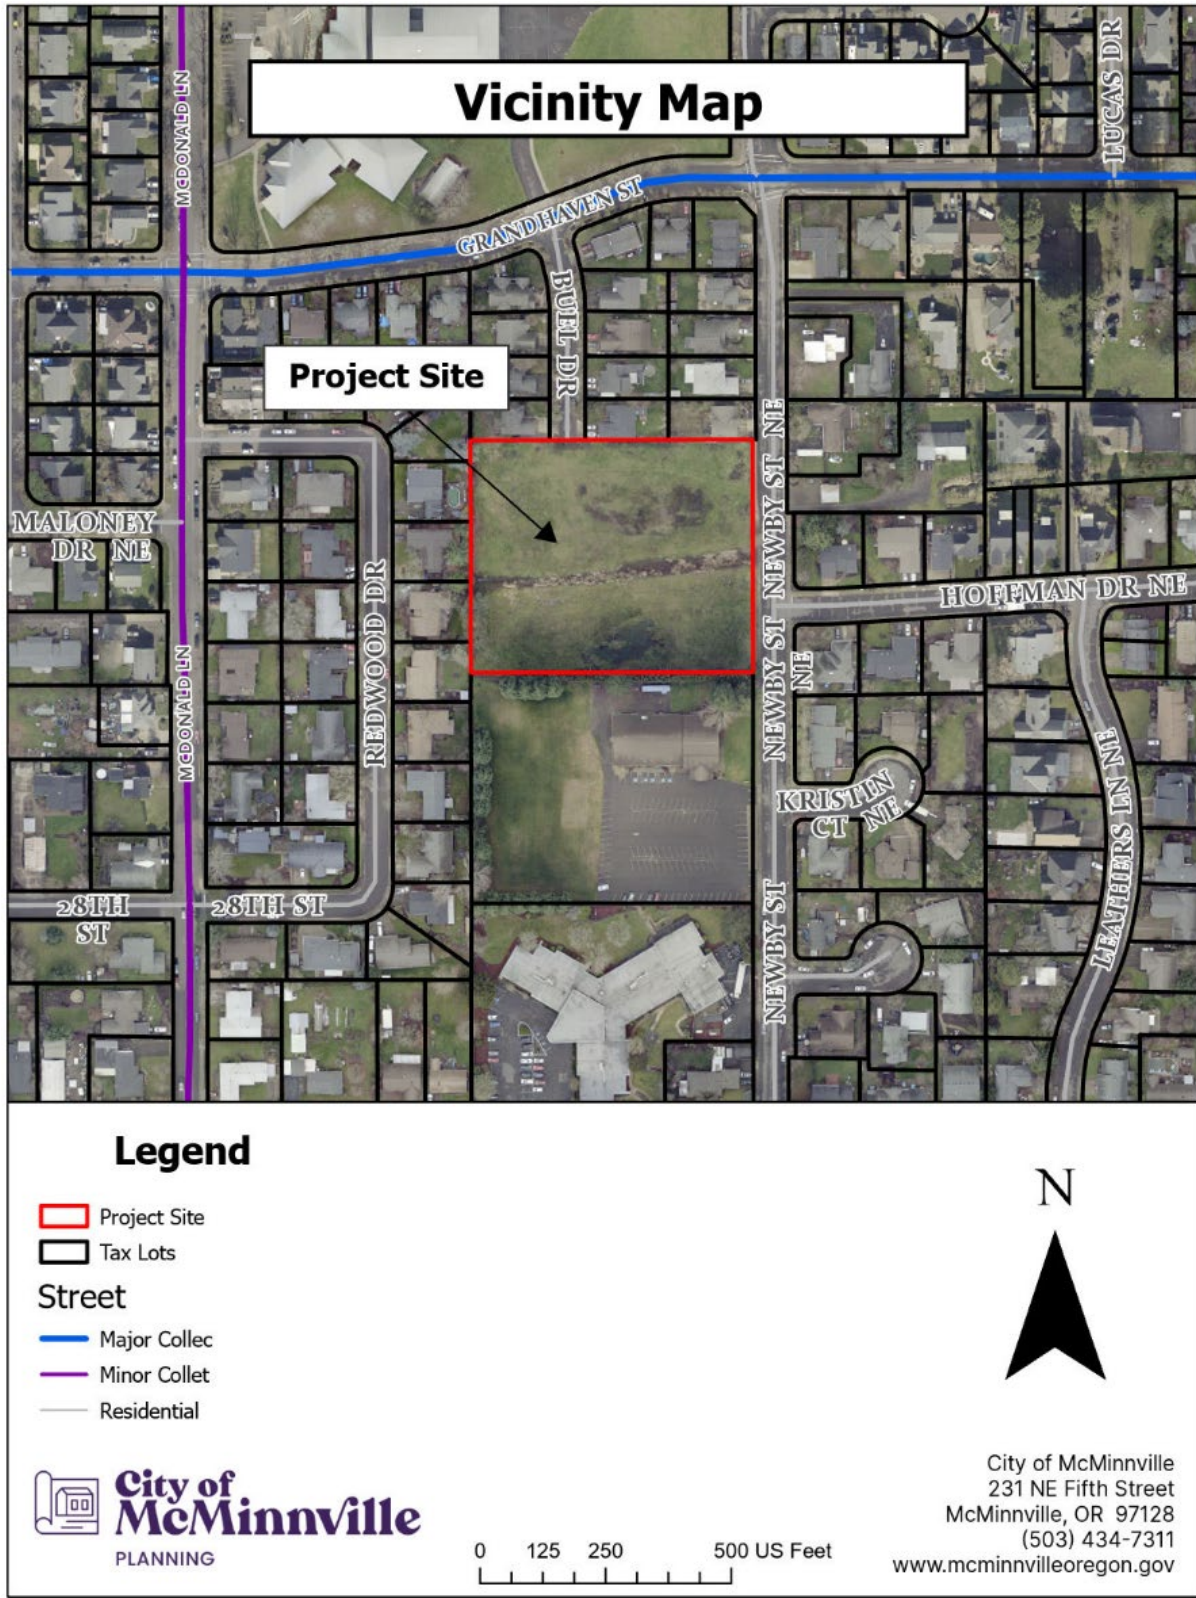 Vicinity Map
MCDONALD LN
LUCAS DR
GRANDHAVEN ST
BUEL DR
Project Site
NEWBY ST NE
NEWBY ST NE
MALONEY
DR NE
HOFFMAN DR NE
REDWOOD DR
NEWBY ST
NE
MCDONALD LN
KRISTIN
CT NE
LEATHERS LN NE
28TH
ST
28TH ST
NEWBY ST
NE
Legend
Project Site
Tax Lots
Street
Major Collec
Minor Collet
Residential
N
City of
McMinnville
PLANNING
0 125 250 500 US Feet
City of McMinnville
231 NE Fifth Street
McMinnville, OR 97128
(503) 434-7311
www.mcminnvilleoregon.gov